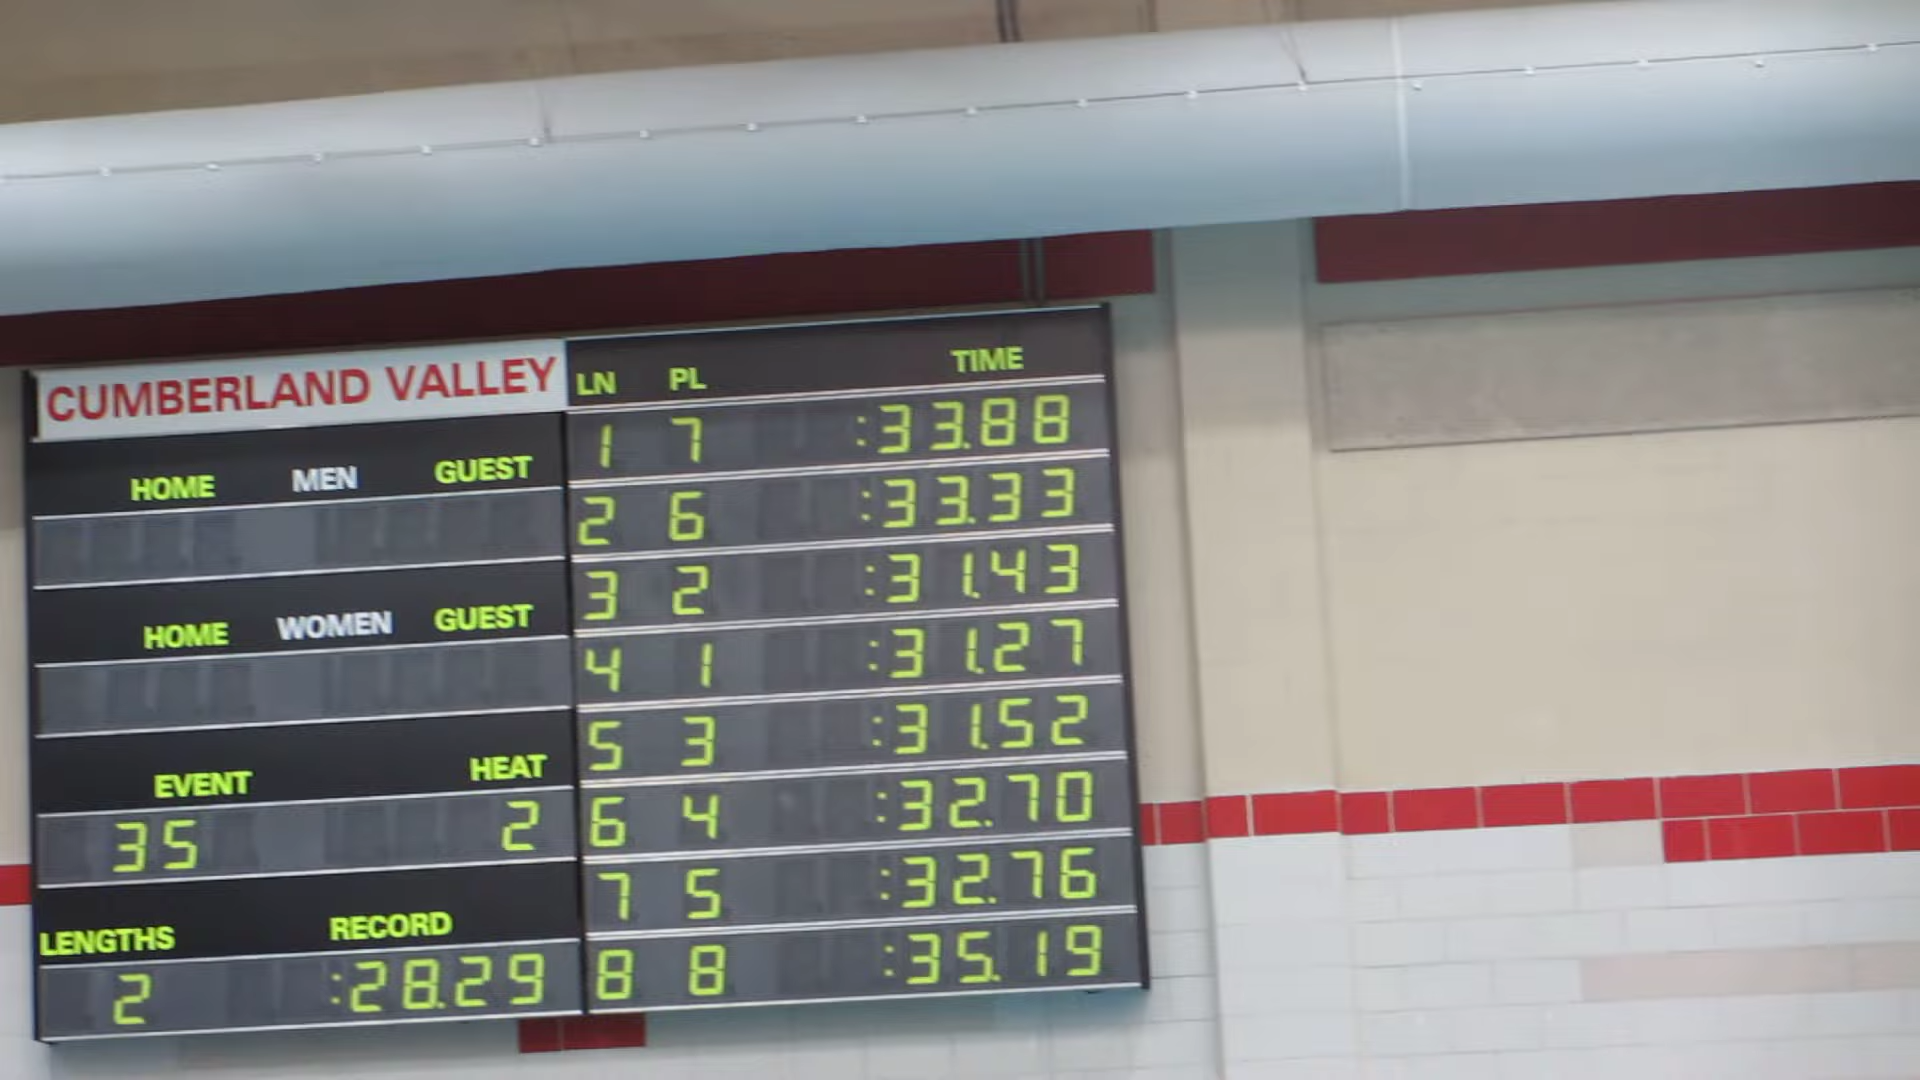 CUMBERLAND VALLEY
HOME MEN GUEST
HOME WOMEN GUEST
EVENT HEAT
35 2
LENGTHS RECORD
2 :28.29
LN PL TIME
1 7 :33.88
2 6 :33.33
3 2 :31.43
4 1 :31.27
5 3 :31.52
6 4 :32.70
7 5 :32.76
8 8 :35.19